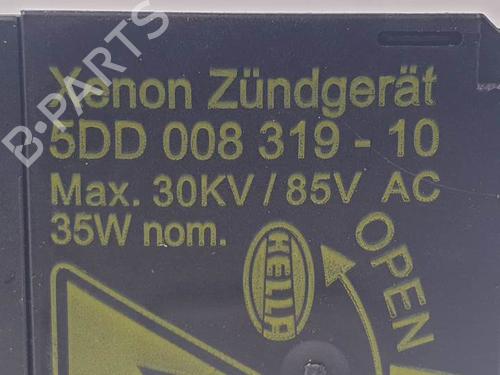 Xenon Zündgerät
5DD 008 319 - 10
Max. 30KV / 85V AC
35W nom.
HELLA
OPEN
B-PARTS